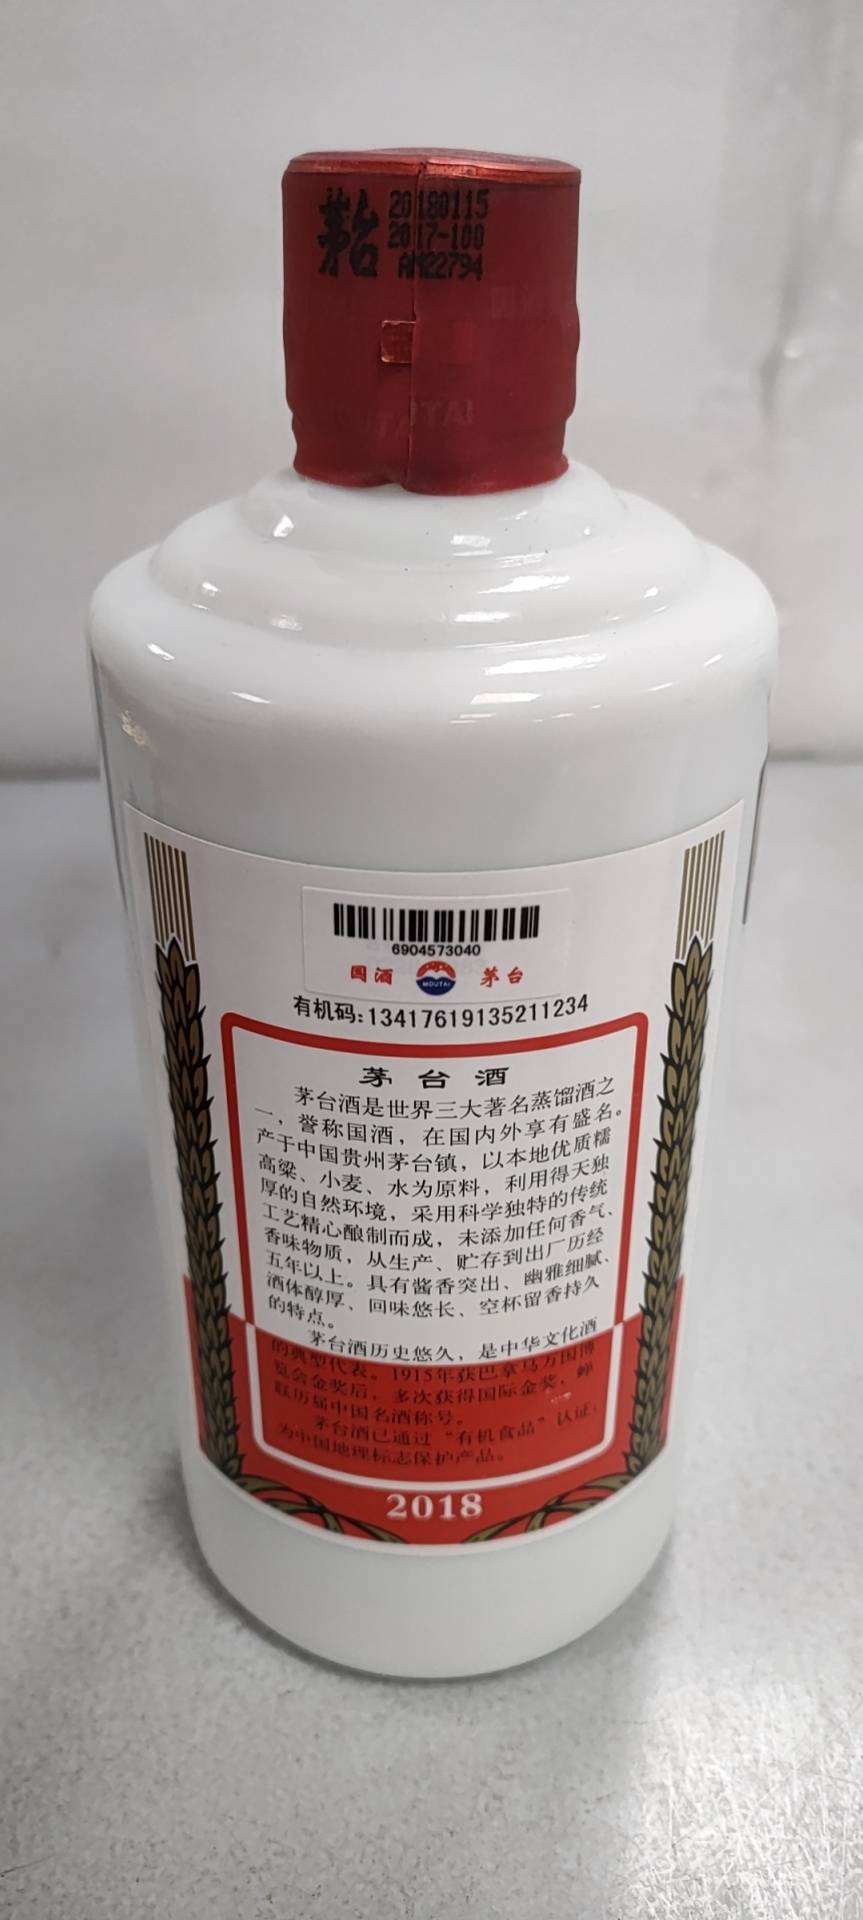 茅台
20180115
2017-100
AM22794
6904573040
国酒 MOUTAI 茅台
有机码:13417619135211234
茅台酒
茅台酒是世界三大著名蒸馏酒之
一，誉称国酒，在国内外享有盛名。
产于中国贵州茅台镇，以本地优质糯
高粱、小麦、水为原料，利用得天独
厚的自然环境，采用科学独特的传统
工艺精心酿制而成，未添加任何香气、
香味物质，从生产、贮存到出厂历经
五年以上。具有酱香突出、幽雅细腻、
酒体醇厚、回味悠长、空杯留香持久
的特点。
茅台酒历史悠久，是中华文化酒
的典型代表。1915年获巴拿马万国博
览会金奖后，多次获得国际金奖，蝉
联历届中国名酒称号。
茅台酒已通过“有机食品”认证，
为中国地理标志保护产品。
2018